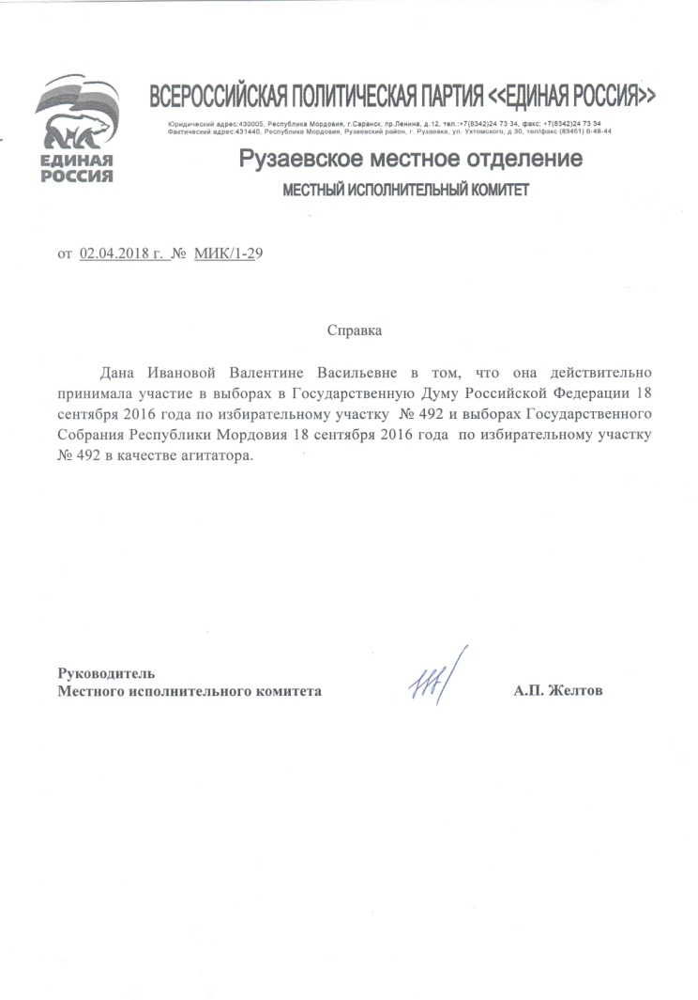 ВСЕРОССИЙСКАЯ ПОЛИТИЧЕСКАЯ ПАРТИЯ <<ЕДИНАЯ РОССИЯ>>
Юридический адрес:430005, Республика Мордовия, г.Саранск, пр.Ленина, д.12, тел.:+7(8342)24 73 34, факс: +7(8342)24 73 34
Фактический адрес:431440, Республика Мордовия, Рузаевский район, г. Рузаевка, ул. Ухтомского, д.30, тел/факс (83451) 6-48-44
ЕДИНАЯ
РОССИЯ
Рузаевское местное отделение
МЕСТНЫЙ ИСПОЛНИТЕЛЬНЫЙ КОМИТЕТ
от 02.04.2018 г. № МИК/1-29
Справка
Дана Ивановой Валентине Васильевне в том, что она действительно
принимала участие в выборах в Государственную Думу Российской Федерации 18
сентября 2016 года по избирательному участку № 492 и выборах Государственного
Собрания Республики Мордовия 18 сентября 2016 года по избирательному участку
№ 492 в качестве агитатора.
Руководитель
Местного исполнительного комитета
А.П. Желтов